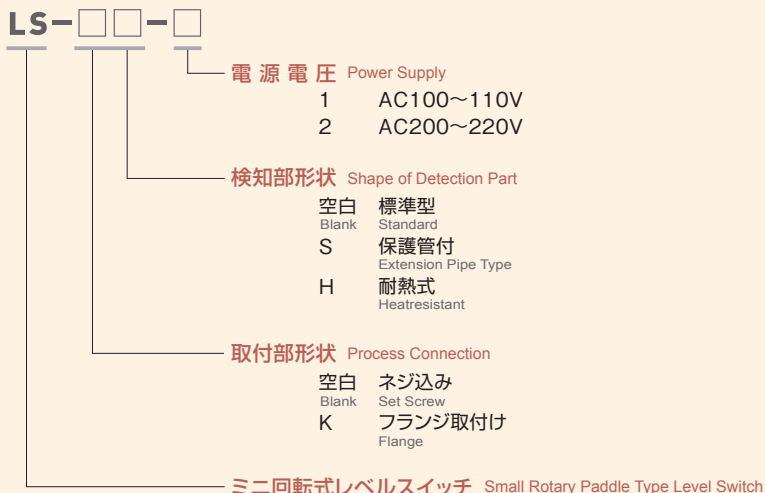 LS-□□-□
電源電圧 Power Supply
1 AC100～110V
2 AC200～220V
検知部形状 Shape of Detection Part
空白 標準型
Blank Standard
S 保護管付
Extension Pipe Type
H 耐熱式
Heatresistant
取付部形状 Process Connection
空白 ネジ込み
Blank Set Screw
K フランジ取付け
Flange
ミニ回転式レベルスイッチ Small Rotary Paddle Type Level Switch